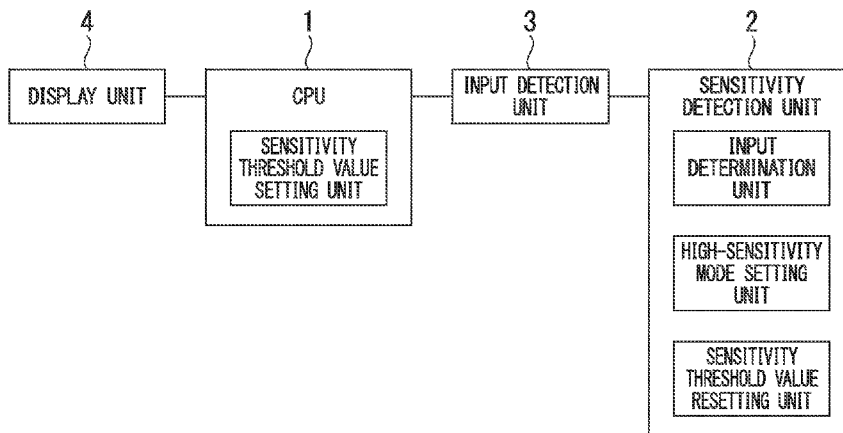 4
1
3
2
DISPLAY UNIT
CPU
SENSITIVITY
THRESHOLD VALUE
SETTING UNIT
INPUT DETECTION
UNIT
SENSITIVITY
DETECTION UNIT
INPUT
DETERMINATION
UNIT
HIGH-SENSITIVITY
MODE SETTING
UNIT
SENSITIVITY
THRESHOLD VALUE
RESETTING UNIT